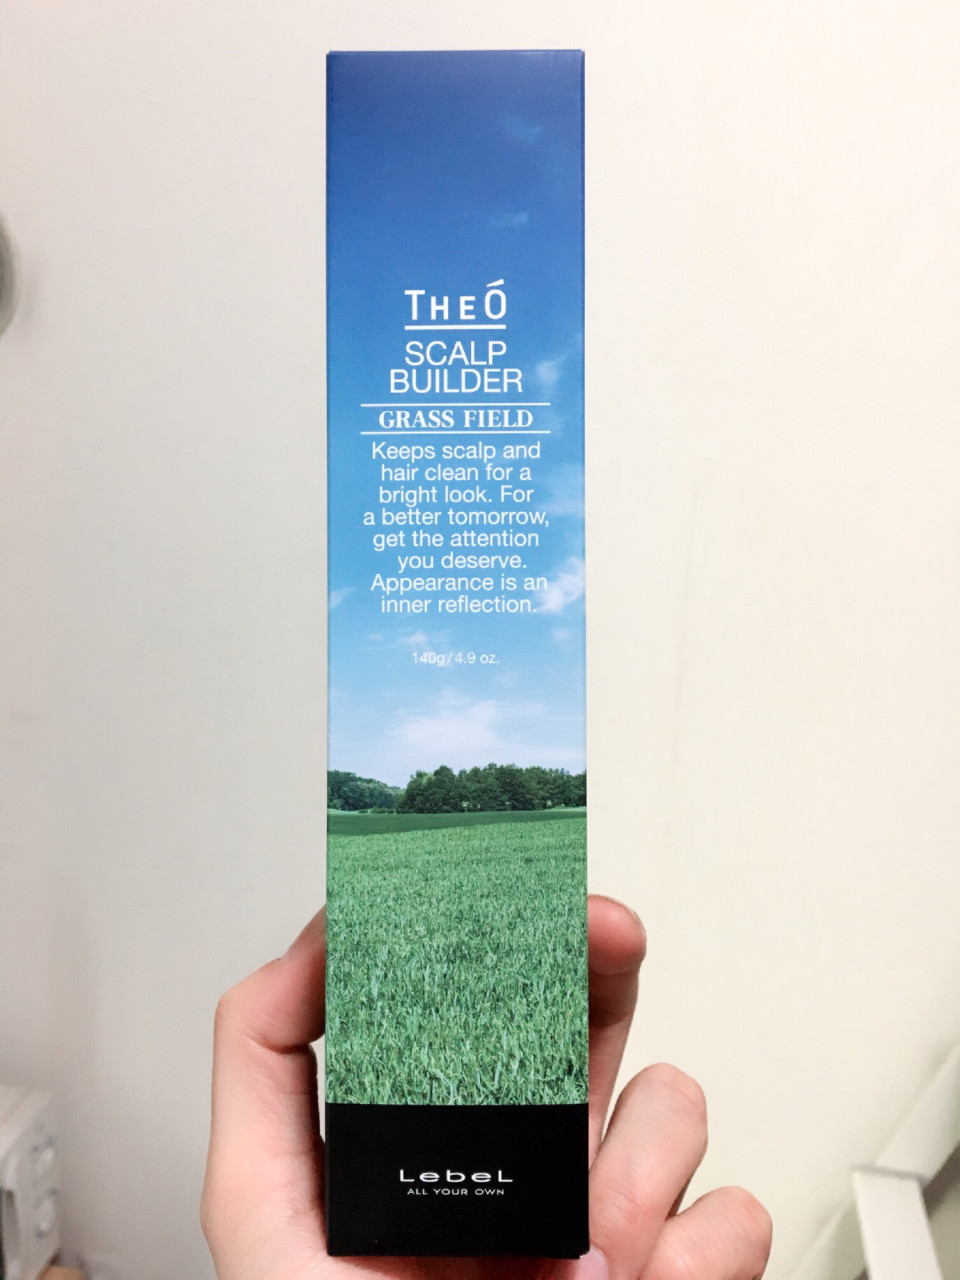 THEÓ
SCALP
BUILDER
GRASS FIELD
Keeps scalp and
hair clean for a
bright look. For
a better tomorrow,
get the attention
you deserve.
Appearance is an
inner reflection.
140g/4.9 oz.
LebeL
ALL YOUR OWN